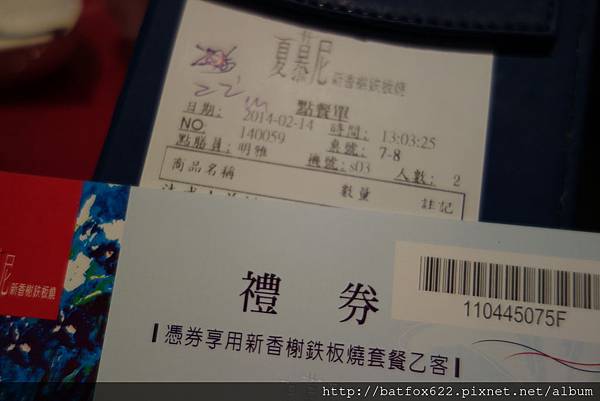 夏慕尼 新香榭鉄板燒
點餐單
日期: 2014-02-14 時間: 13:03:25
NO. 140059 桌號: 7-8
點膳員: 明雅 機號: s03 人數: 2
商品名稱 數量 註記
尼 新香榭鉄板燒
禮 券
110445075F
憑券享用新香榭鉄板燒套餐乙客
http://batfox622.pixnet.net/album